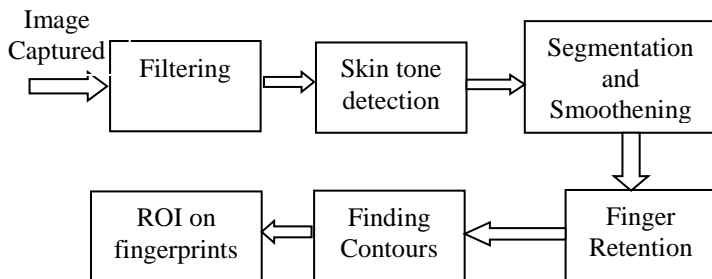 Image
Captured
Filtering
Skin tone
detection
Segmentation
and
Smoothening
Finger
Retention
Finding
Contours
ROI on
fingerprints